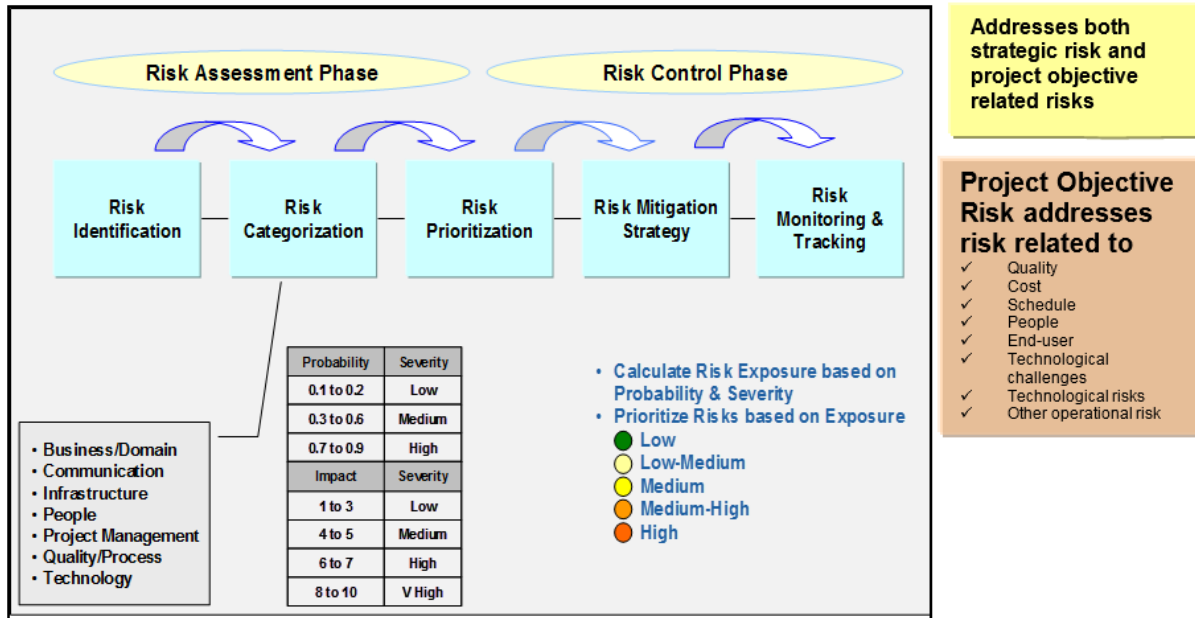 Risk Assessment Phase
Risk Control Phase
Risk
Identification
Risk
Categorization
Risk
Prioritization
Risk Mitigation
Strategy
Risk
Monitoring &
Tracking
• Business/Domain
• Communication
• Infrastructure
• People
• Project Management
• Quality/Process
• Technology
Probability Severity
0.1 to 0.2 Low
0.3 to 0.6 Medium
0.7 to 0.9 High
Impact Severity
1 to 3 Low
4 to 5 Medium
6 to 7 High
8 to 10 V High
• Calculate Risk Exposure based on
Probability & Severity
• Prioritize Risks based on Exposure
Low
Low-Medium
Medium
Medium-High
High
Addresses both
strategic risk and
project objective
related risks
Project Objective
Risk addresses
risk related to
✓ Quality
✓ Cost
✓ Schedule
✓ People
✓ End-user
✓ Technological
challenges
✓ Technological risks
✓ Other operational risk